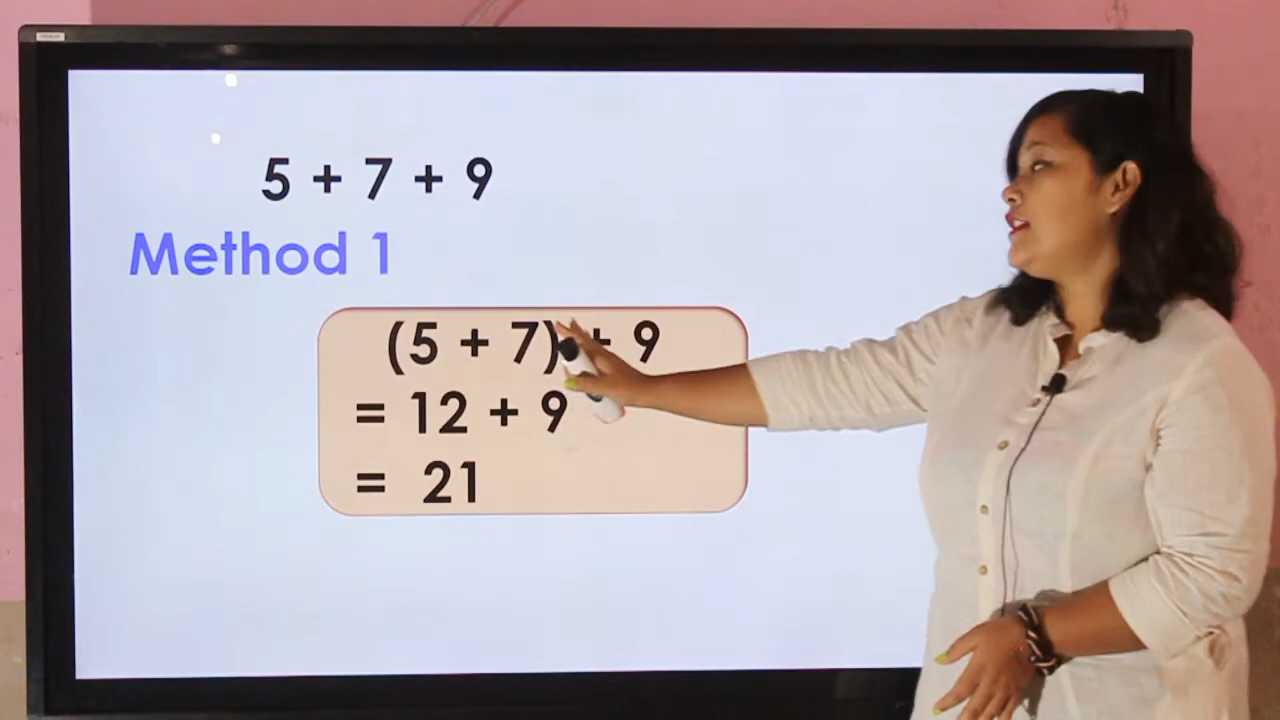 5 + 7 + 9
Method 1
(5 + 7) + 9
= 12 + 9
= 21